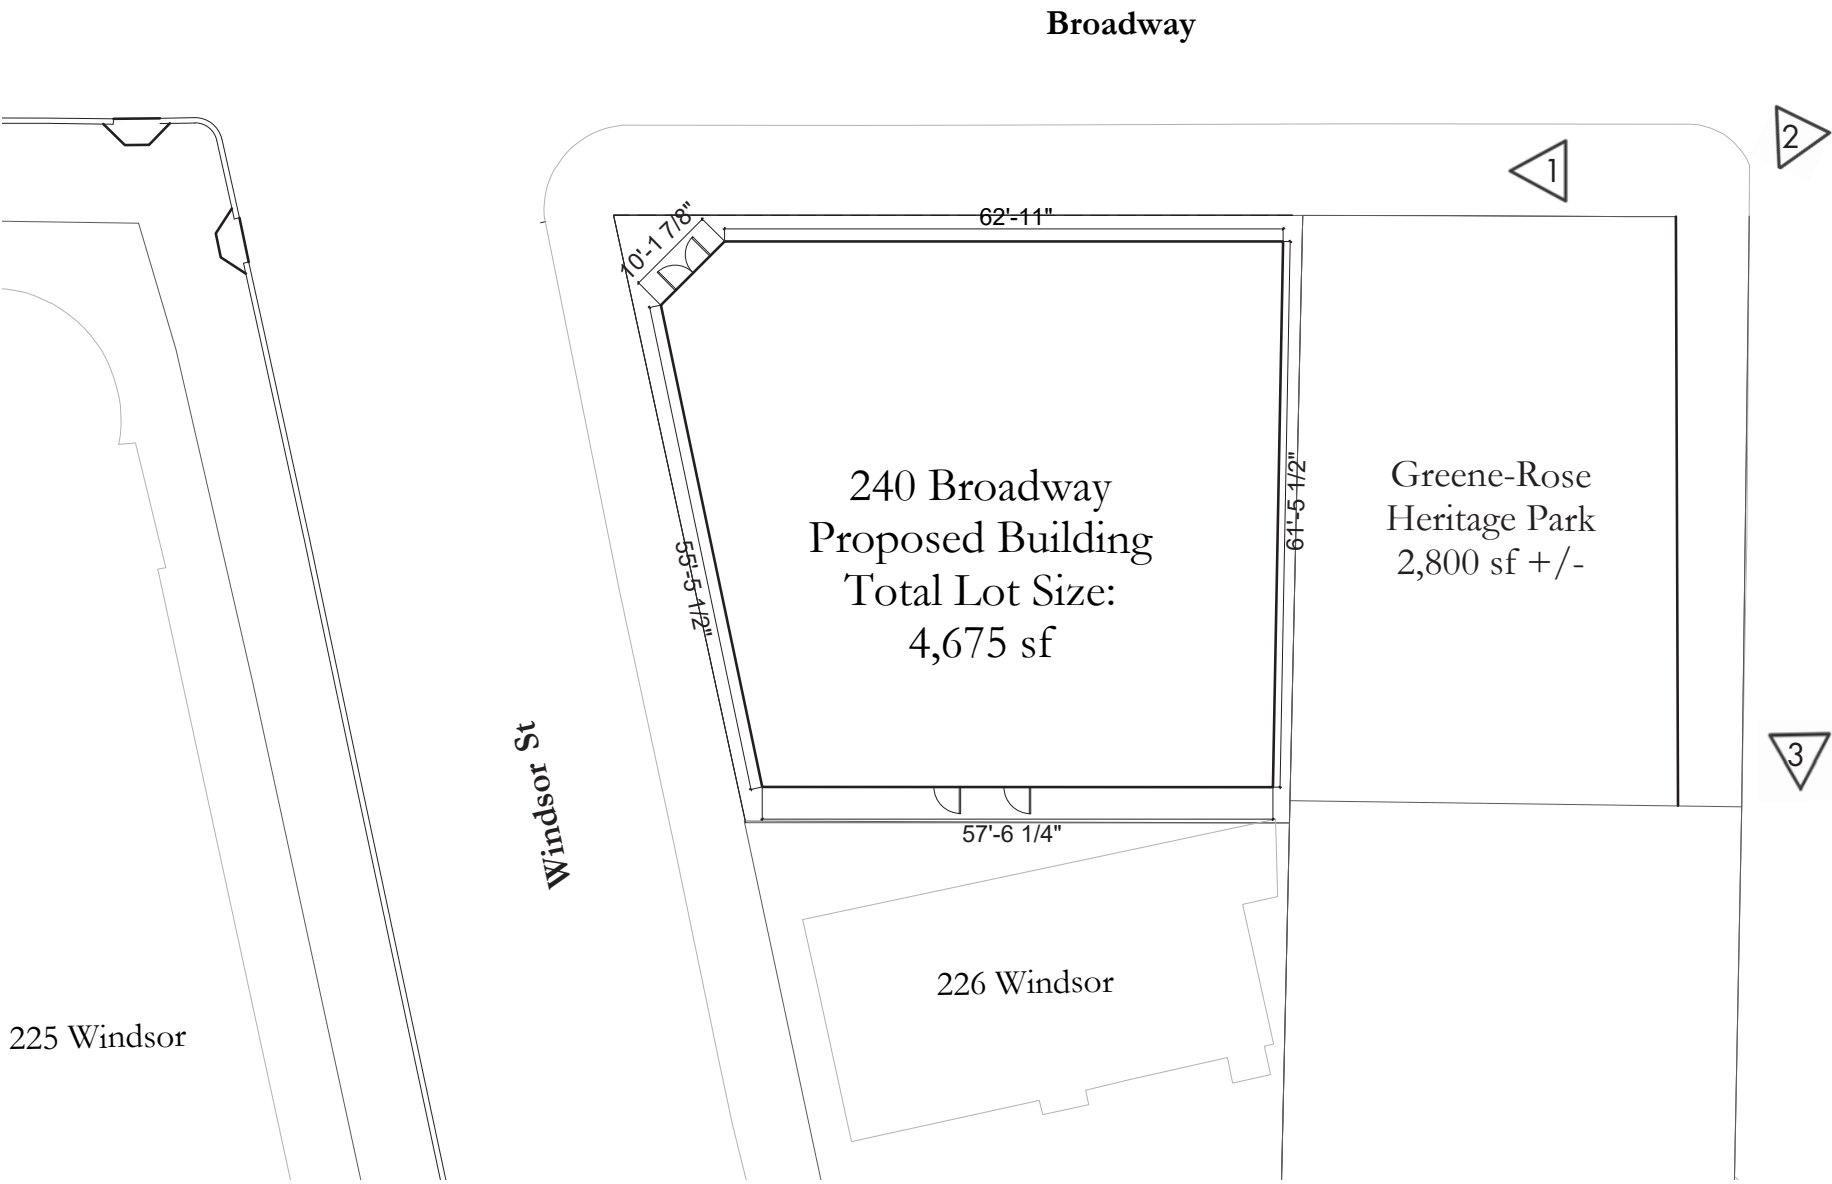 Broadway
2
1
62'-11"
10'-1 7/8"
240 Broadway
Proposed Building
Total Lot Size:
4,675 sf
61'-5 1/2"
Greene-Rose
Heritage Park
2,800 sf +/-
55'-5 1/2"
Windsor St
3
57'-6 1/4"
226 Windsor
225 Windsor